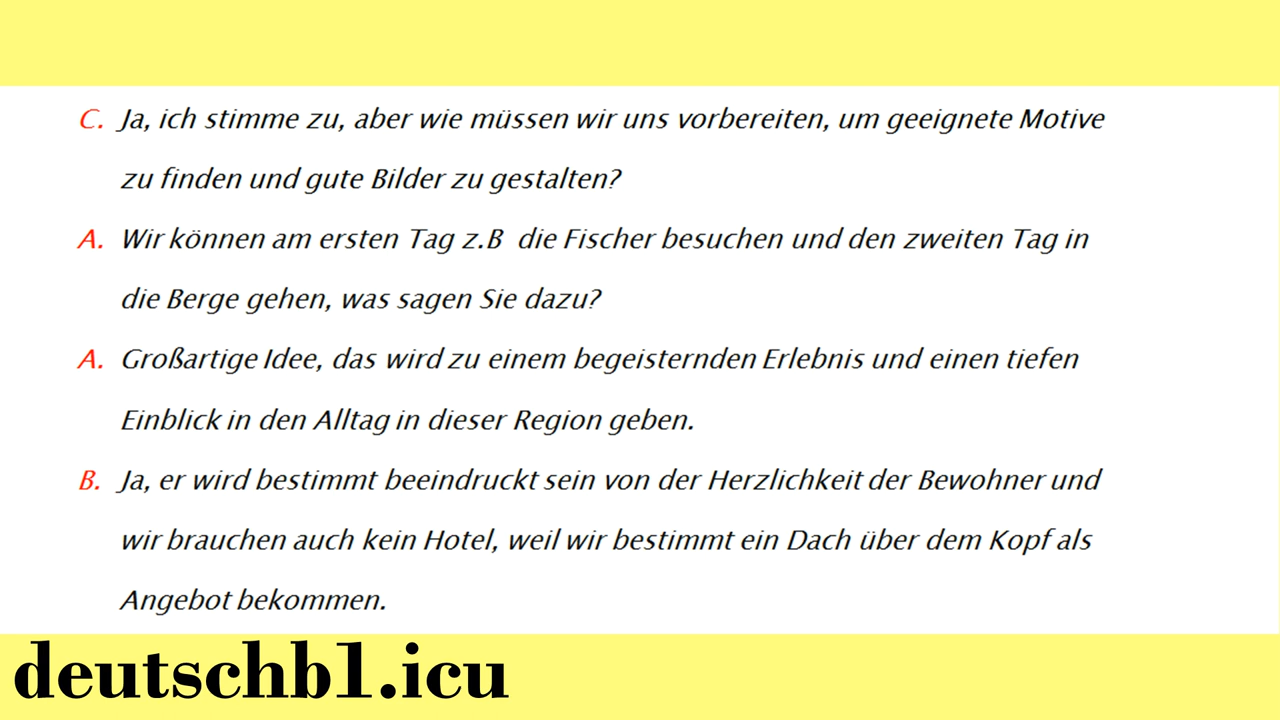 C. Ja, ich stimme zu, aber wie müssen wir uns vorbereiten, um geeignete Motive
zu finden und gute Bilder zu gestalten?
A. Wir können am ersten Tag z.B die Fischer besuchen und den zweiten Tag in
die Berge gehen, was sagen Sie dazu?
A. Großartige Idee, das wird zu einem begeisternden Erlebnis und einen tiefen
Einblick in den Alltag in dieser Region geben.
B. Ja, er wird bestimmt beeindruckt sein von der Herzlichkeit der Bewohner und
wir brauchen auch kein Hotel, weil wir bestimmt ein Dach über dem Kopf als
Angebot bekommen.
deutschb1.icu